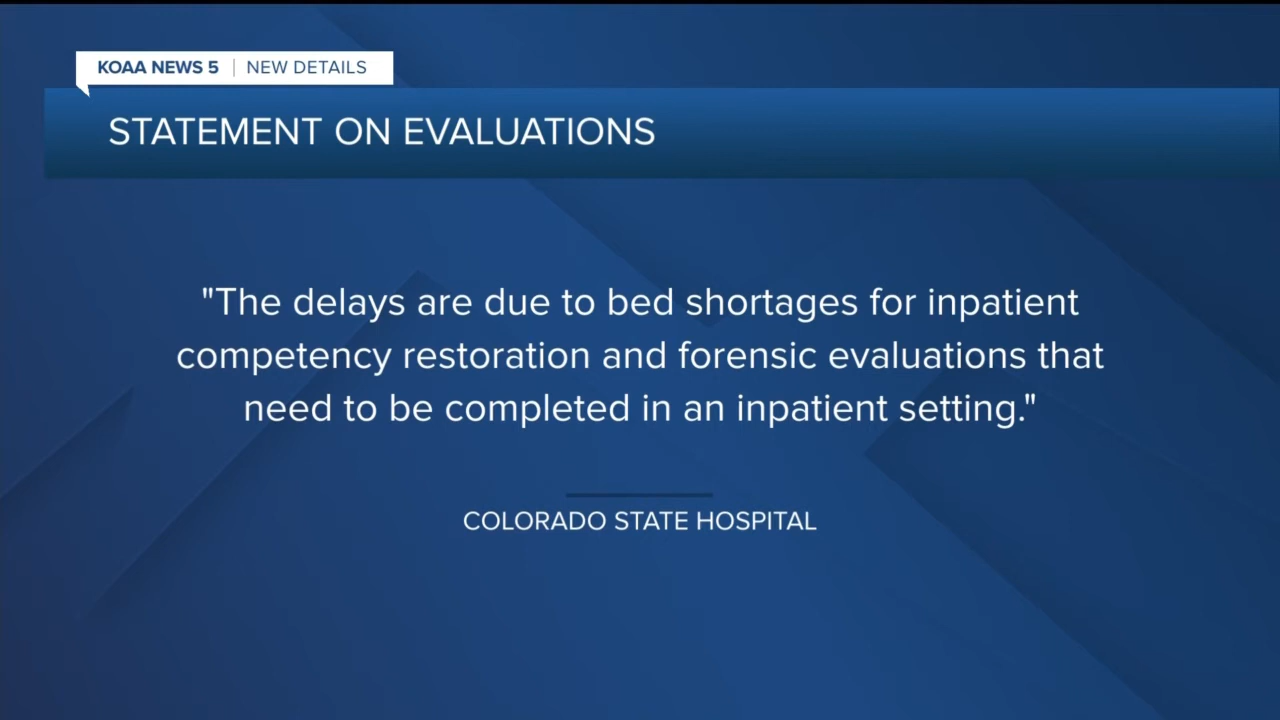 KOAA NEWS 5 | NEW DETAILS
STATEMENT ON EVALUATIONS
"The delays are due to bed shortages for inpatient
competency restoration and forensic evaluations that
need to be completed in an inpatient setting."
COLORADO STATE HOSPITAL